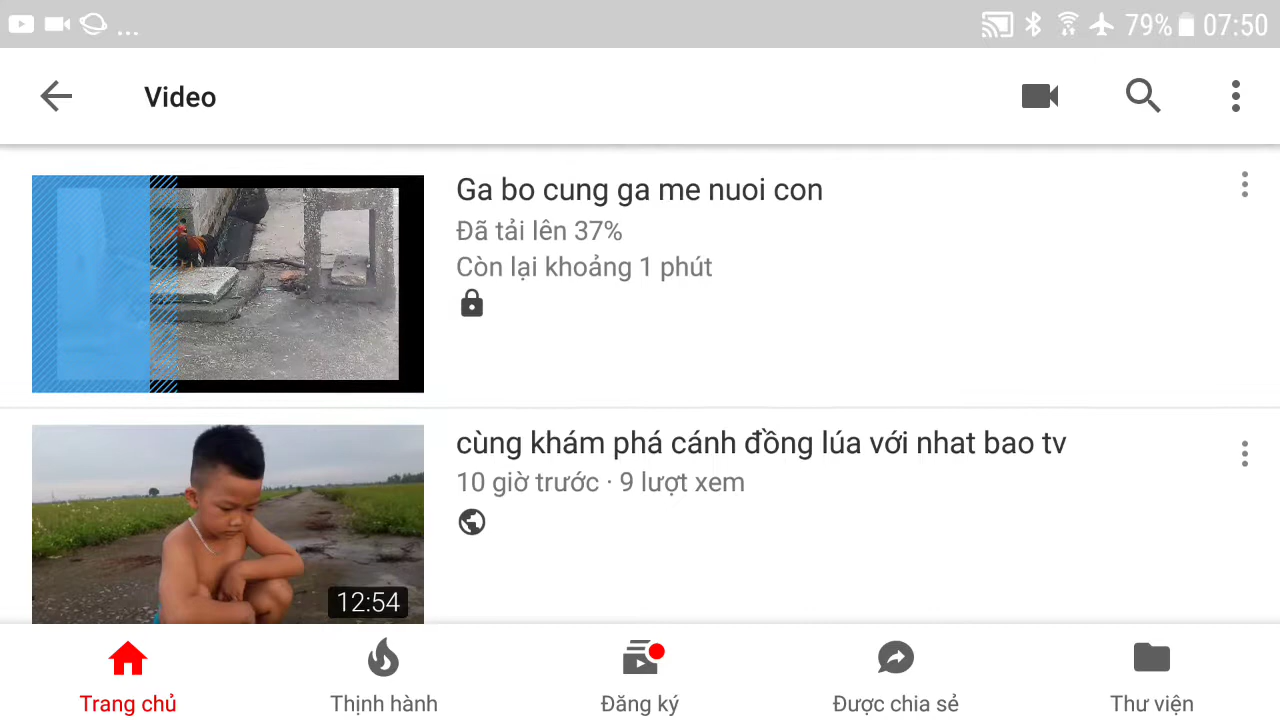 ... 79% 07:50
Video
Ga bo cung ga me nuoi con
Đã tải lên 37%
Còn lại khoảng 1 phút
cùng khám phá cánh đồng lúa với nhat bao tv
10 giờ trước · 9 lượt xem
12:54
Trang chủ Thịnh hành Đăng ký Được chia sẻ Thư viện